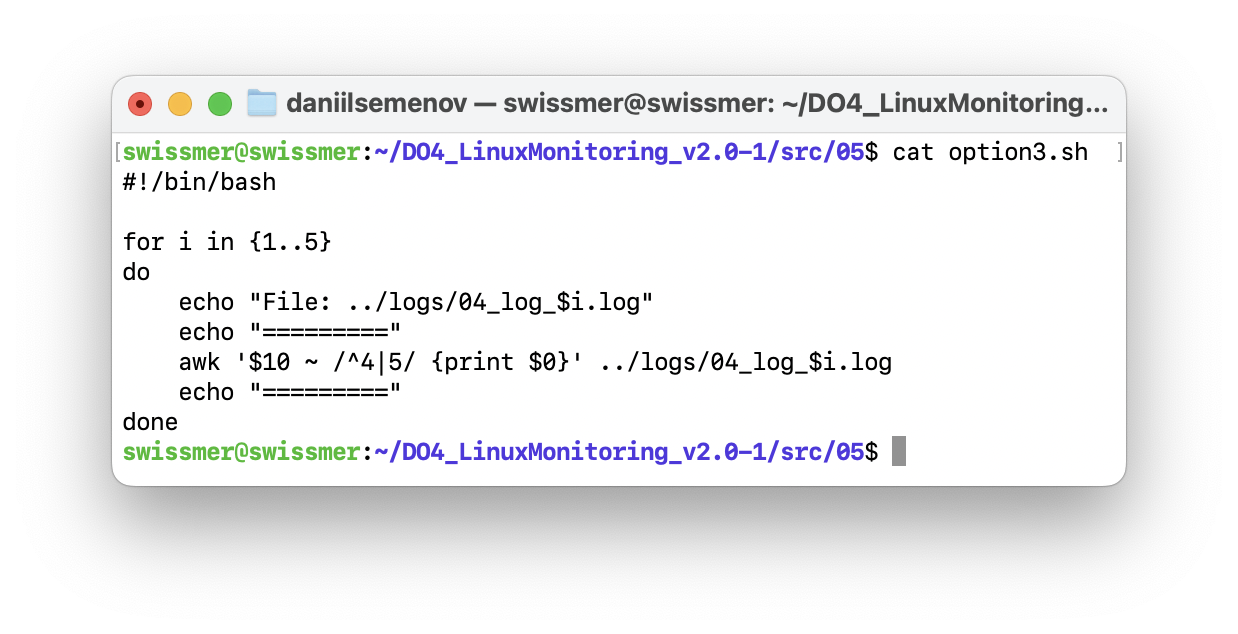 daniilsemenov — swissmer@swissmer: ~/DO4_LinuxMonitoring...
[swissmer@swissmer:~/DO4_LinuxMonitoring_v2.0-1/src/05$ cat option3.sh ]
#!/bin/bash

for i in {1..5}
do
    echo "File: ../logs/04_log_$i.log"
    echo "========="
    awk '$10 ~ /^4|5/ {print $0}' ../logs/04_log_$i.log
    echo "========="
done
swissmer@swissmer:~/DO4_LinuxMonitoring_v2.0-1/src/05$